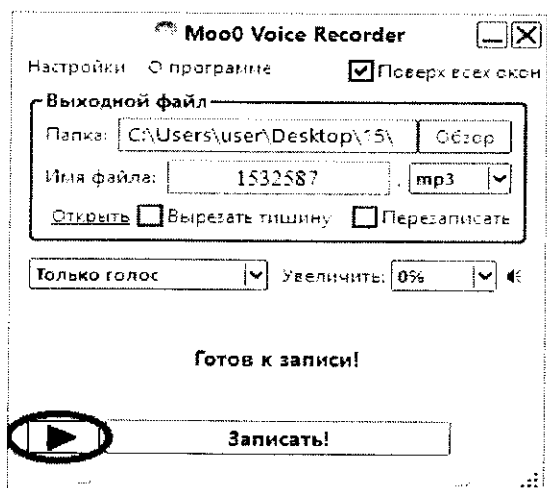 Moo0 Voice Recorder
Настройки О программе Поверх всех окон
Выходной файл
Папка: C:\Users\user\Desktop\15\ Обзор
Имя файла: 1532587 . mp3
Открыть Вырезать тишину Перезаписать
Только голос Увеличить: 0%
Готов к записи!
Записать!